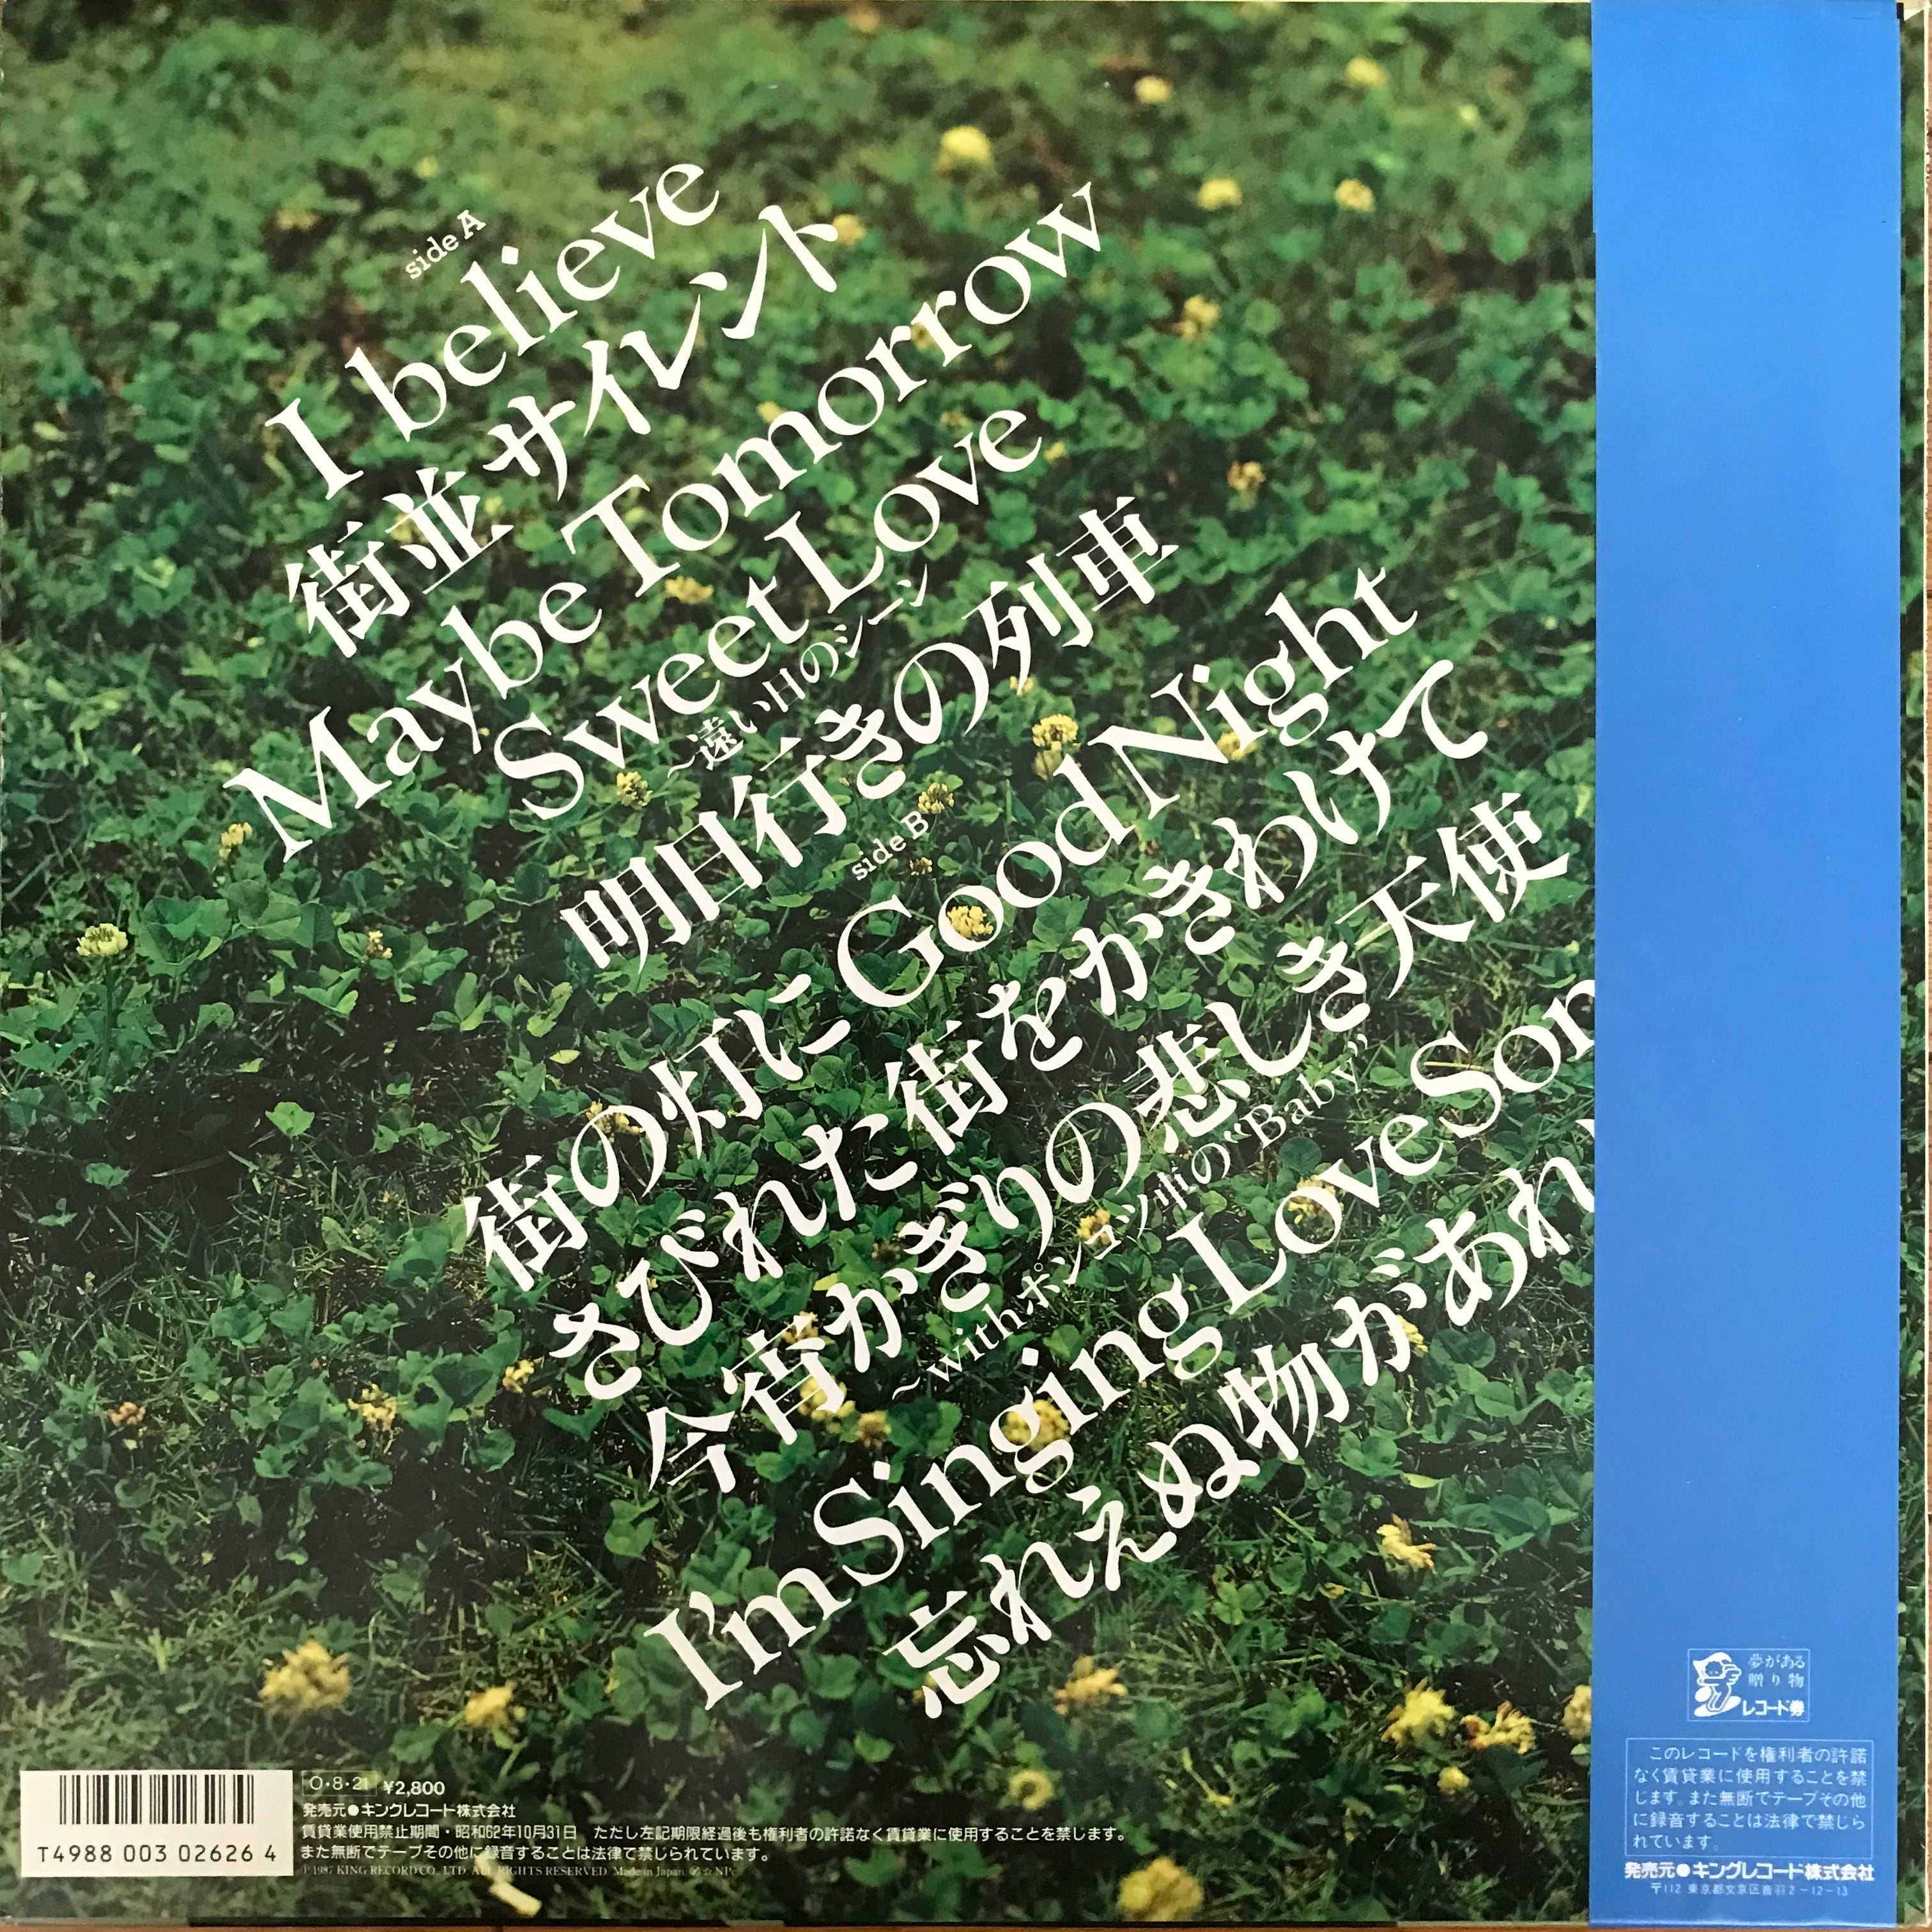 side A
I believe
街並サイレント
Maybe Tomorrow
Sweet Love
～遠い日のシーン
明日行きの列車
side B
街の灯に Good Night
さびれた街をかきわけて
今宵かぎりの悲しき天使
～withポンコツ車の“Baby”
I'm Singing Love Son
忘れえぬ物があれ
夢がある
贈り物
レコード券
このレコードを権利者の許諾
なく賃貸業に使用することを禁
じます。また無断でテープその他
に録音することは法律で禁じら
れています。
発売元●キングレコード株式会社
〒112 東京都文京区音羽2-12-13
T4988 003 02626 4
O・8・21 ¥2,800
発売元●キングレコード株式会社
賃貸業使用禁止期間・昭和62年10月31日 ただし左記期限経過後も権利者の許諾なく賃貸業に使用することを禁じます。
また無断でテープその他に録音することは法律で禁じられています。
Ⓟ1987 KING RECORD CO., LTD. ALL RIGHTS RESERVED. Made in Japan.